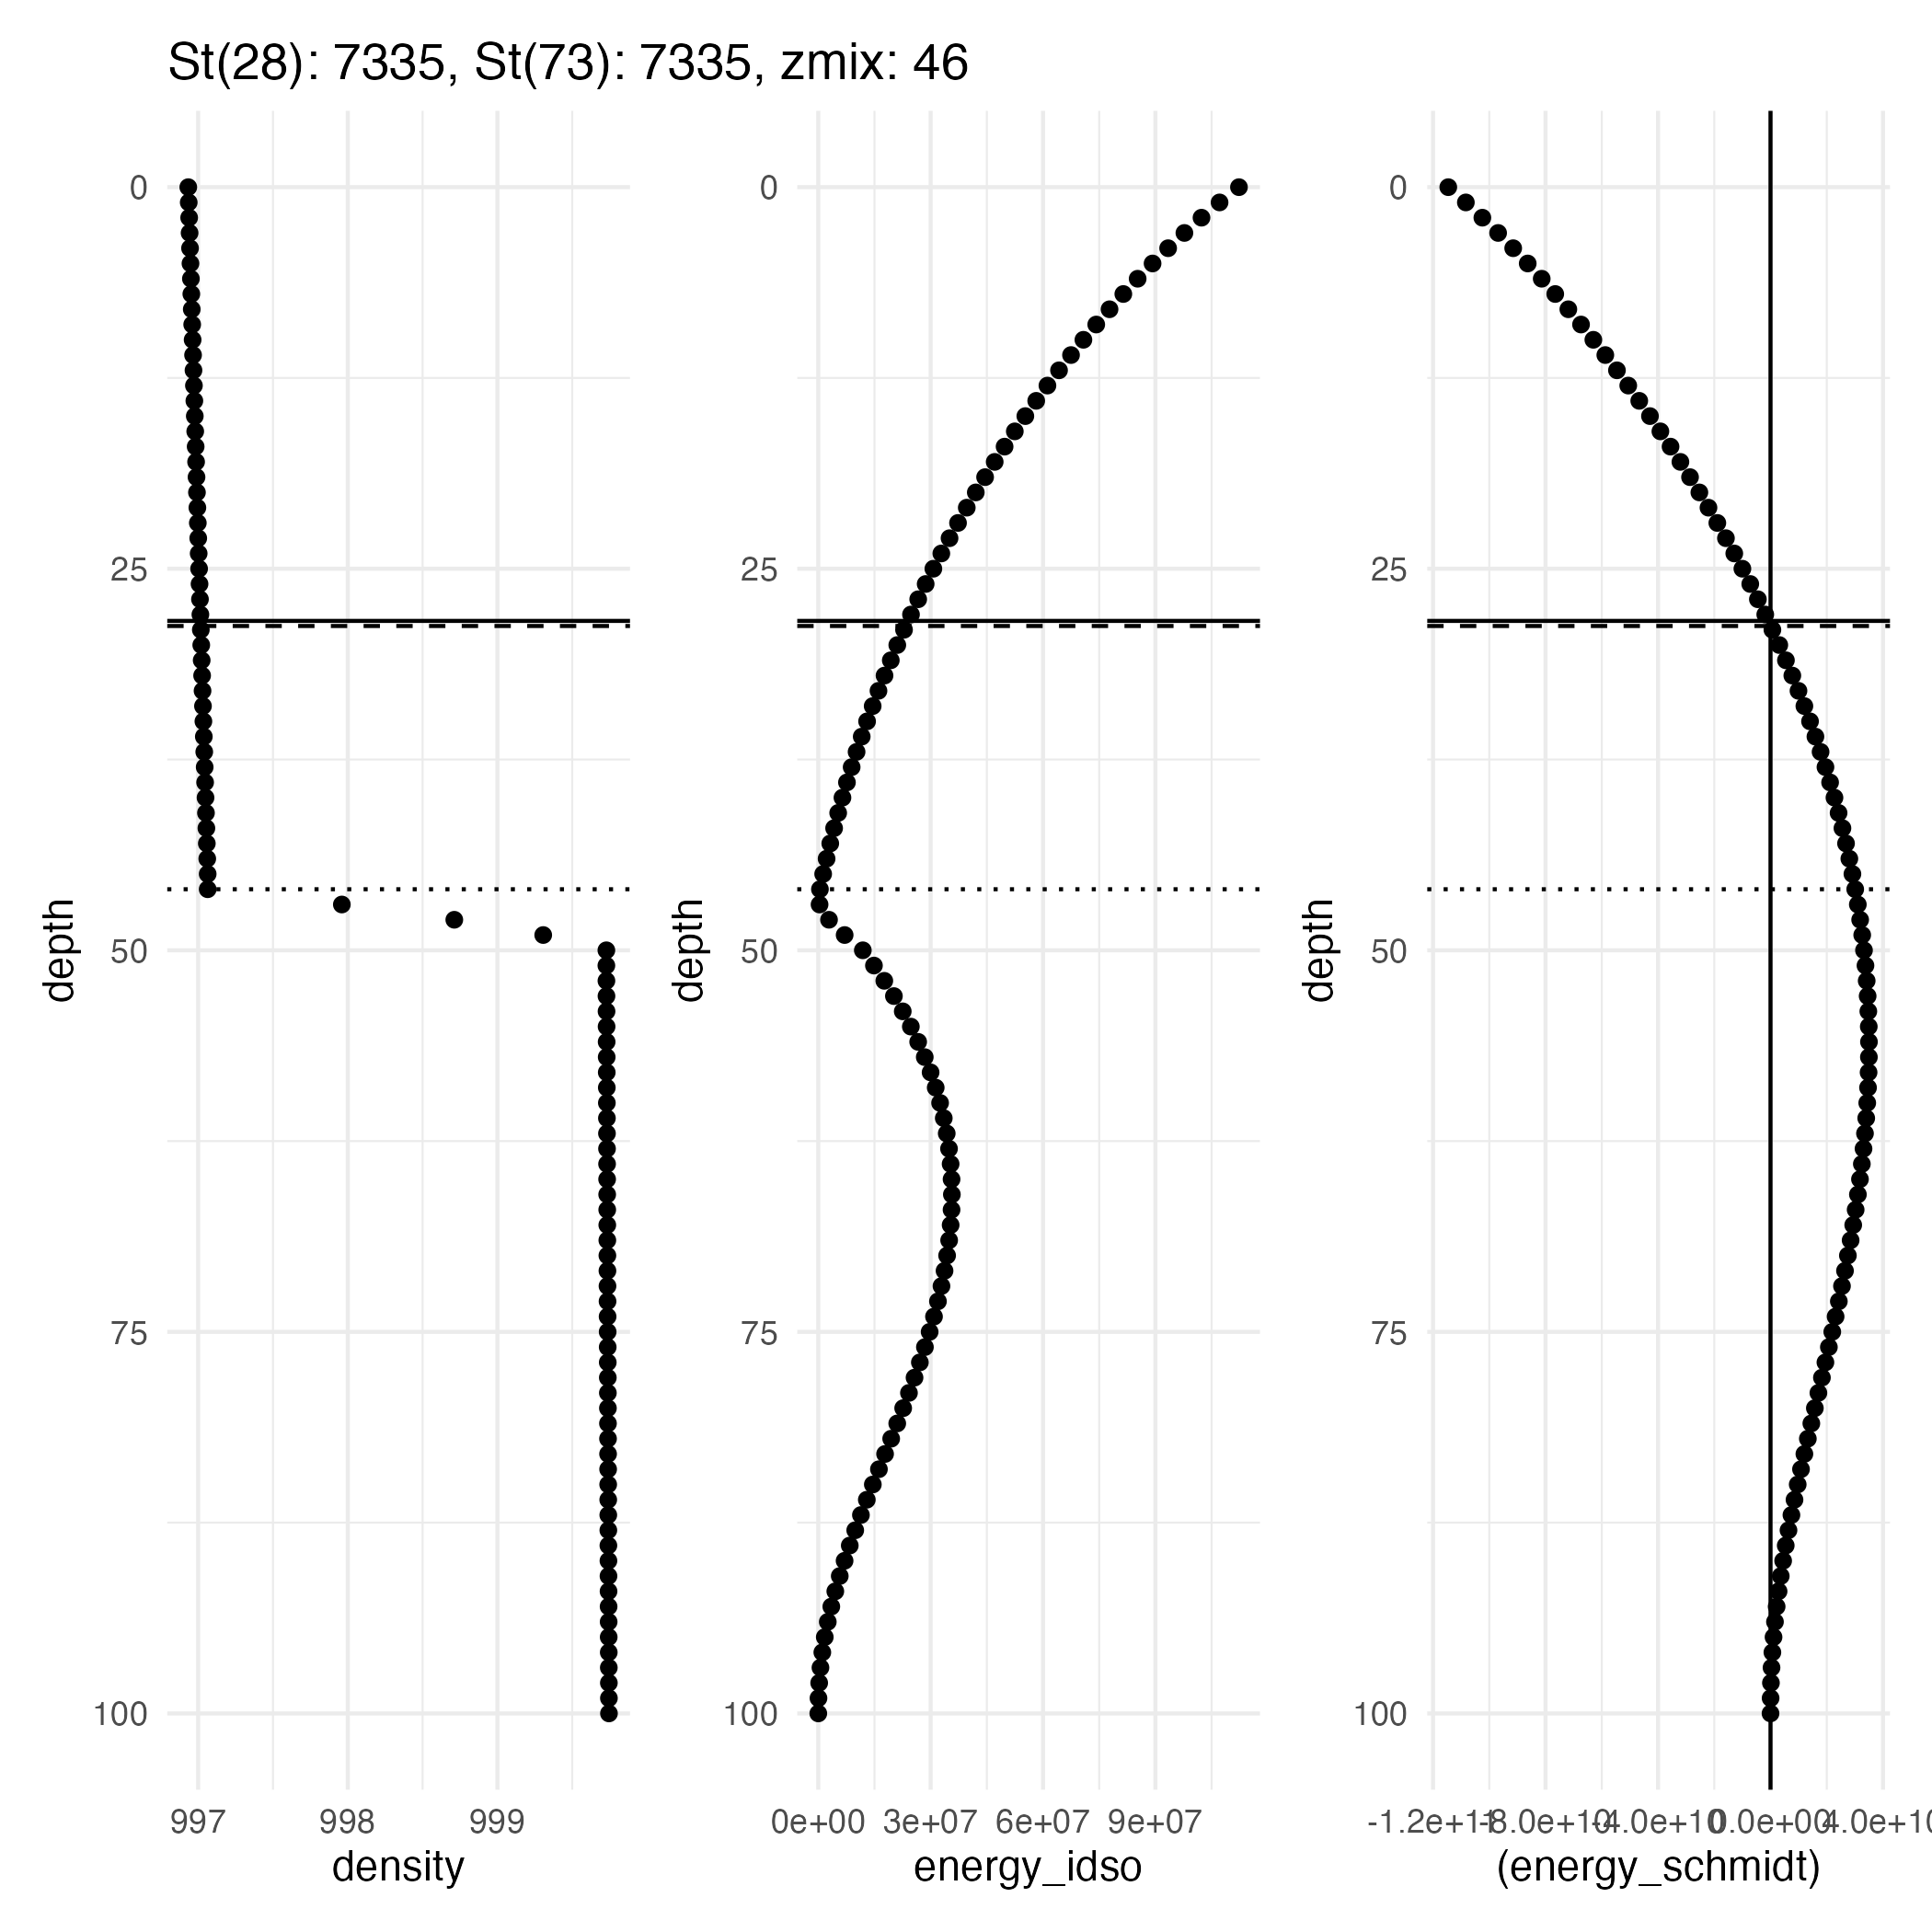 St(28): 7335, St(73): 7335, zmix: 46
depth
0
25
50
75
100
997 998 999
density
depth
0
25
50
75
100
0e+00 3e+07 6e+07 9e+07
energy_idso
depth
0
25
50
75
100
-1.2e+11 -8.0e+10 -4.0e+10 0.0e+00 4.0e+10
(energy_schmidt)